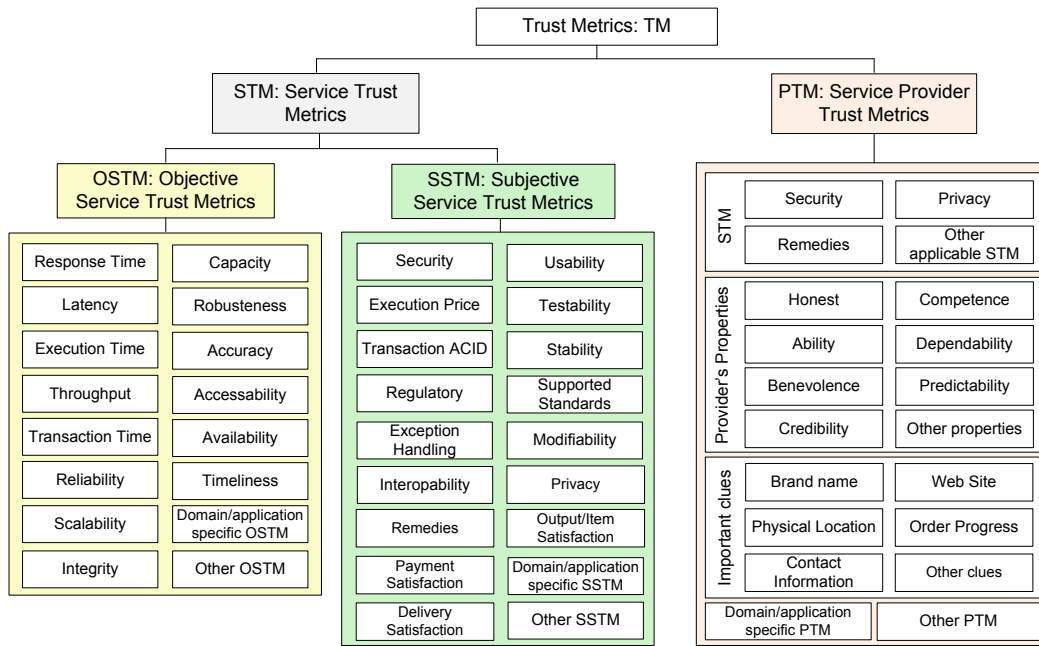 Trust Metrics: TM
STM: Service Trust
Metrics
PTM: Service Provider
Trust Metrics
OSTM: Objective
Service Trust Metrics
SSTM: Subjective
Service Trust Metrics
Response Time
Capacity
Latency
Robusteness
Execution Time
Accuracy
Throughput
Accessability
Transaction Time
Availability
Reliability
Timeliness
Scalability
Domain/application
specific OSTM
Integrity
Other OSTM
Security
Usability
Execution Price
Testability
Transaction ACID
Stability
Regulatory
Supported
Standards
Exception
Handling
Modifiability
Interopability
Privacy
Remedies
Output/Item
Satisfaction
Payment
Satisfaction
Domain/application
specific SSTM
Delivery
Satisfaction
Other SSTM
STM
Security
Privacy
Remedies
Other
applicable STM
Provider's Properties
Honest
Competence
Ability
Dependability
Benevolence
Predictability
Credibility
Other properties
Important clues
Brand name
Web Site
Physical Location
Order Progress
Contact
Information
Other clues
Domain/application
specific PTM
Other PTM